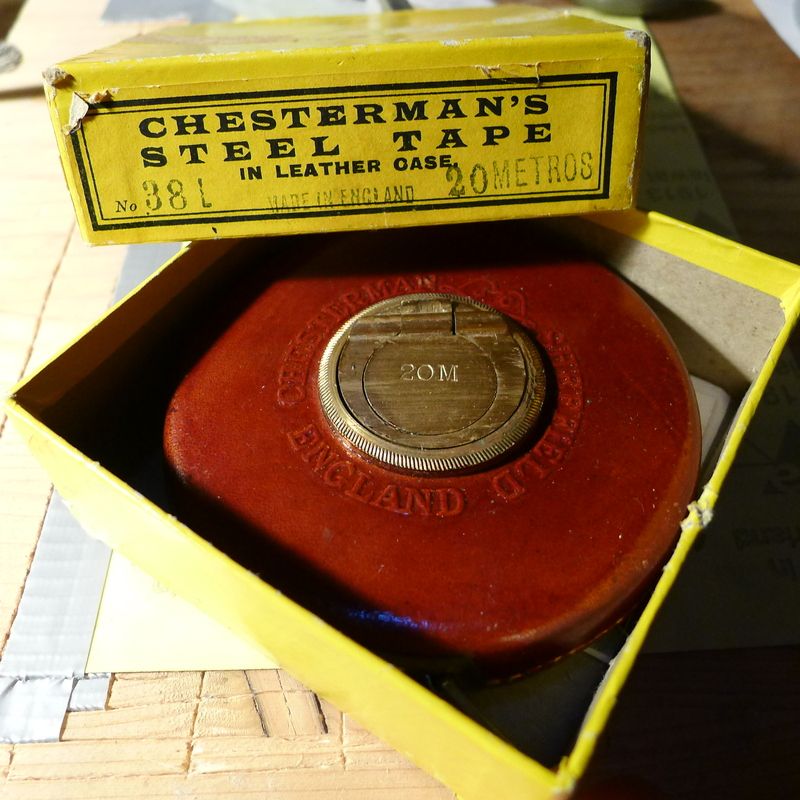 CHESTERMAN'S
STEEL TAPE
IN LEATHER CASE.
No 38L MADE IN ENGLAND 20 METROS
CHESTERMAN SHEFFIELD
20M
ENGLAND